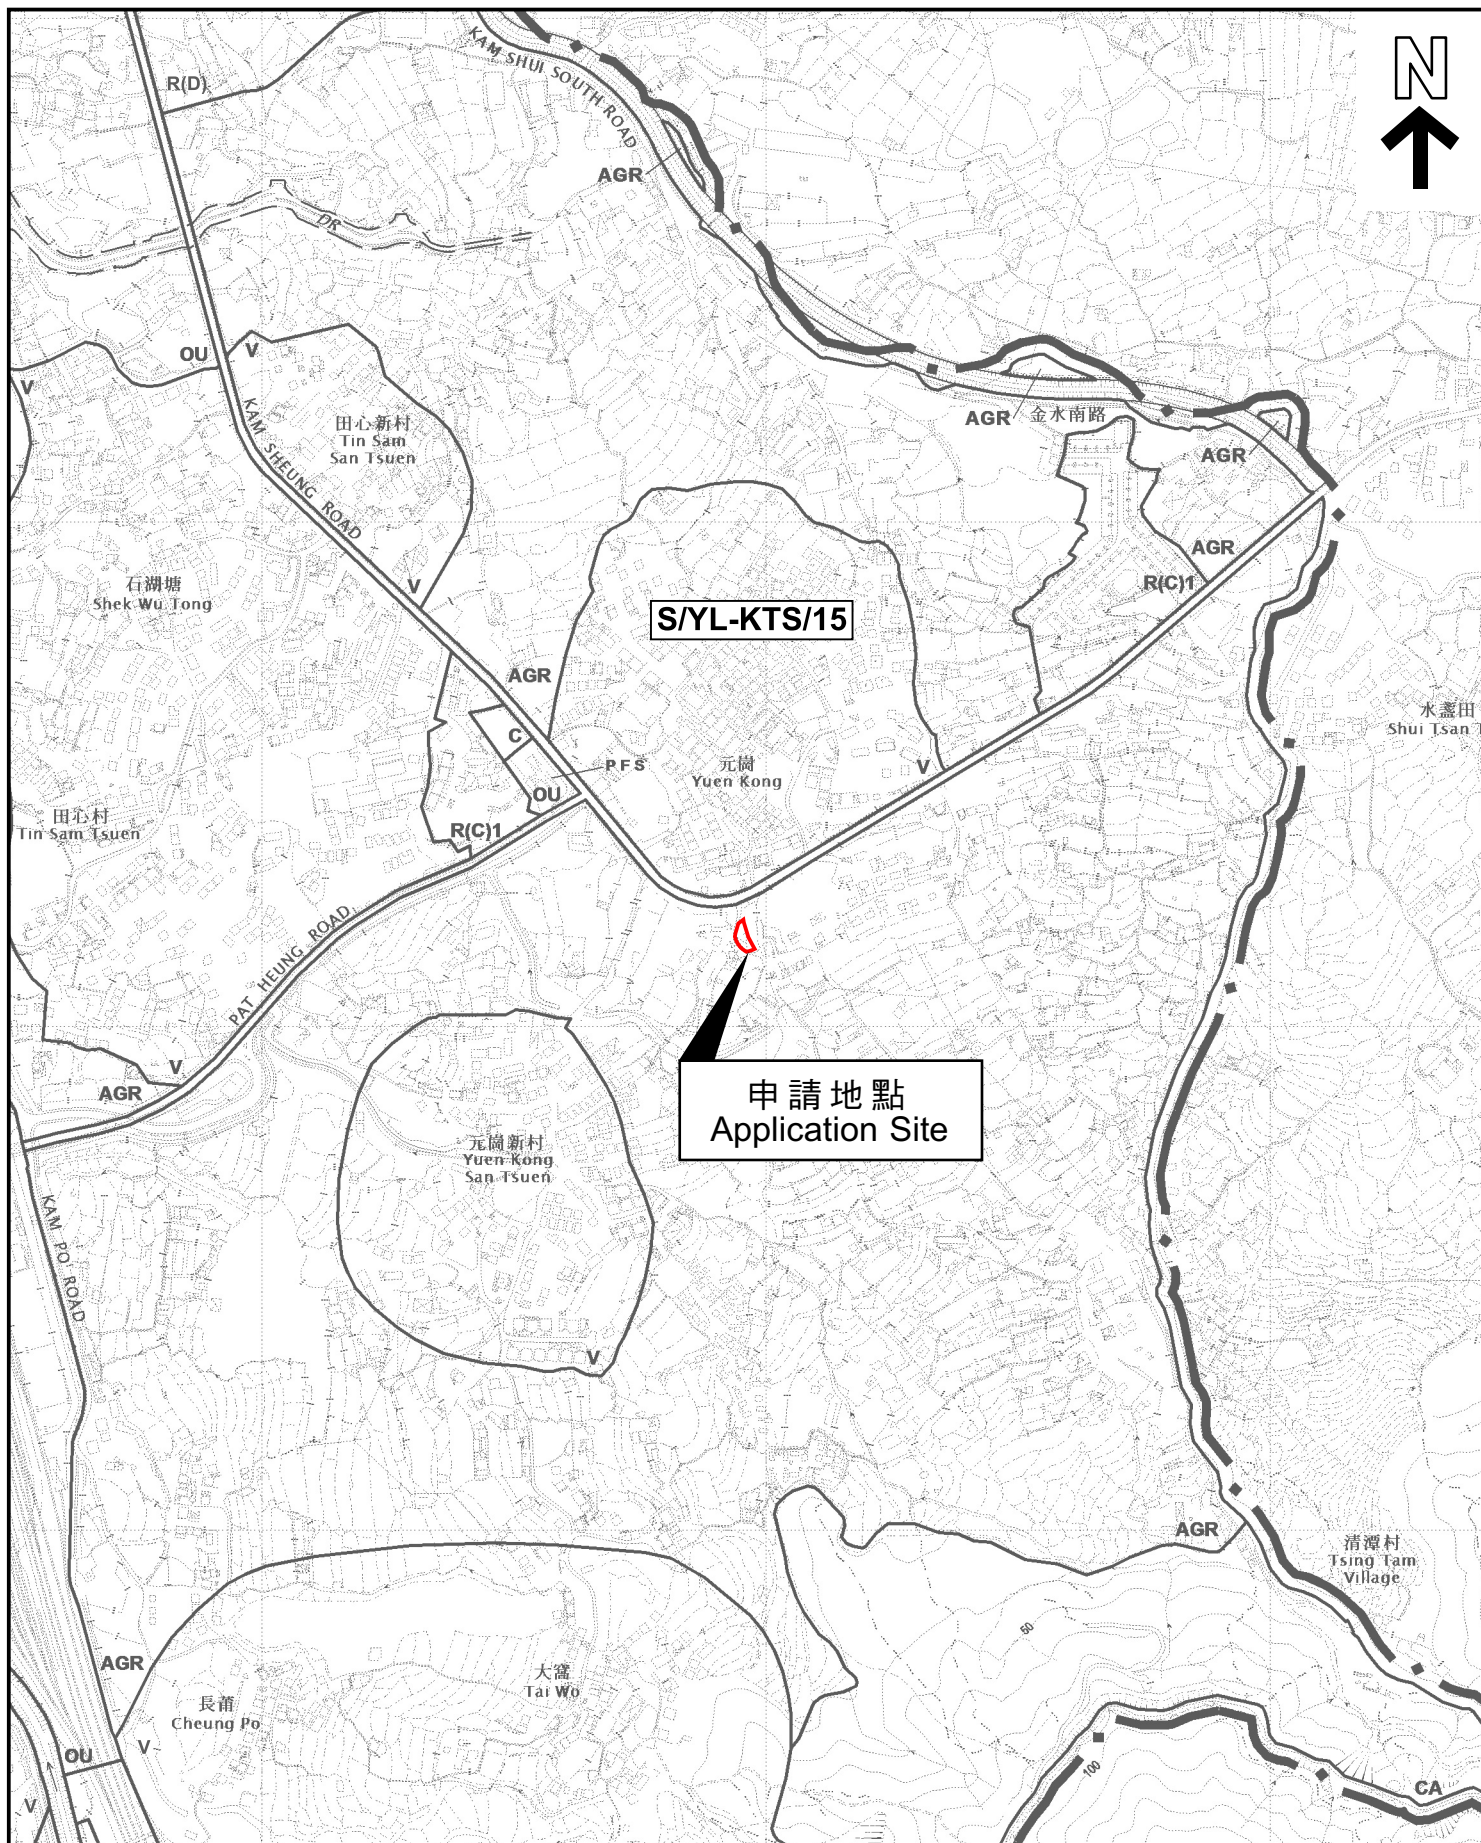 N
R(D)
KAM SHUI SOUTH ROAD
AGR
DR
OU
V
V
田心新村
Tin Sam
San Tsuen
KAM SHEUNG ROAD
AGR
金水南路
AGR
V
AGR
R(C)1
石湖塘
Shek Wu Tong
S/YL-KTS/15
AGR
C
PFS
OU
R(C)1
元崗
Yuen Kong
V
水盞田
Shui Tsan
田心村
Tin Sam Tsuen
PAT HEUNG ROAD
V
AGR
申請地點
Application Site
元崗新村
Yuen Kong
San Tsuen
V
KAM PO ROAD
AGR
清潭村
Tsing Tam
Village
50
AGR
長莆
Cheung Po
大窩
Tai Wo
OU
V
V
100
CA